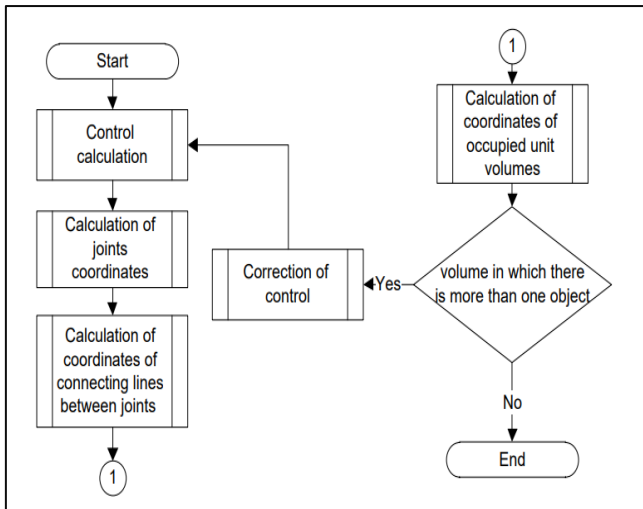 Start
Control
calculation
Calculation of
joints
coordinates
Calculation of
coordinates of
connecting lines
between joints
1
1
Calculation of
coordinates of
occupied unit
volumes
volume in which there
is more than one object
Yes
Correction of
control
No
End